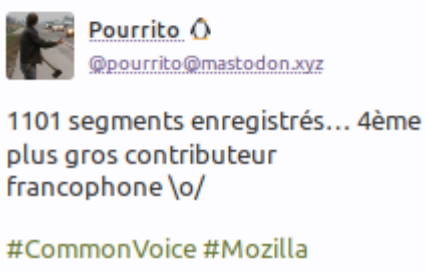 Pourrito
@pourrito@mastodon.xyz
1101 segments enregistrés... 4ème
plus gros contributeur
francophone \o/
#CommonVoice #Mozilla